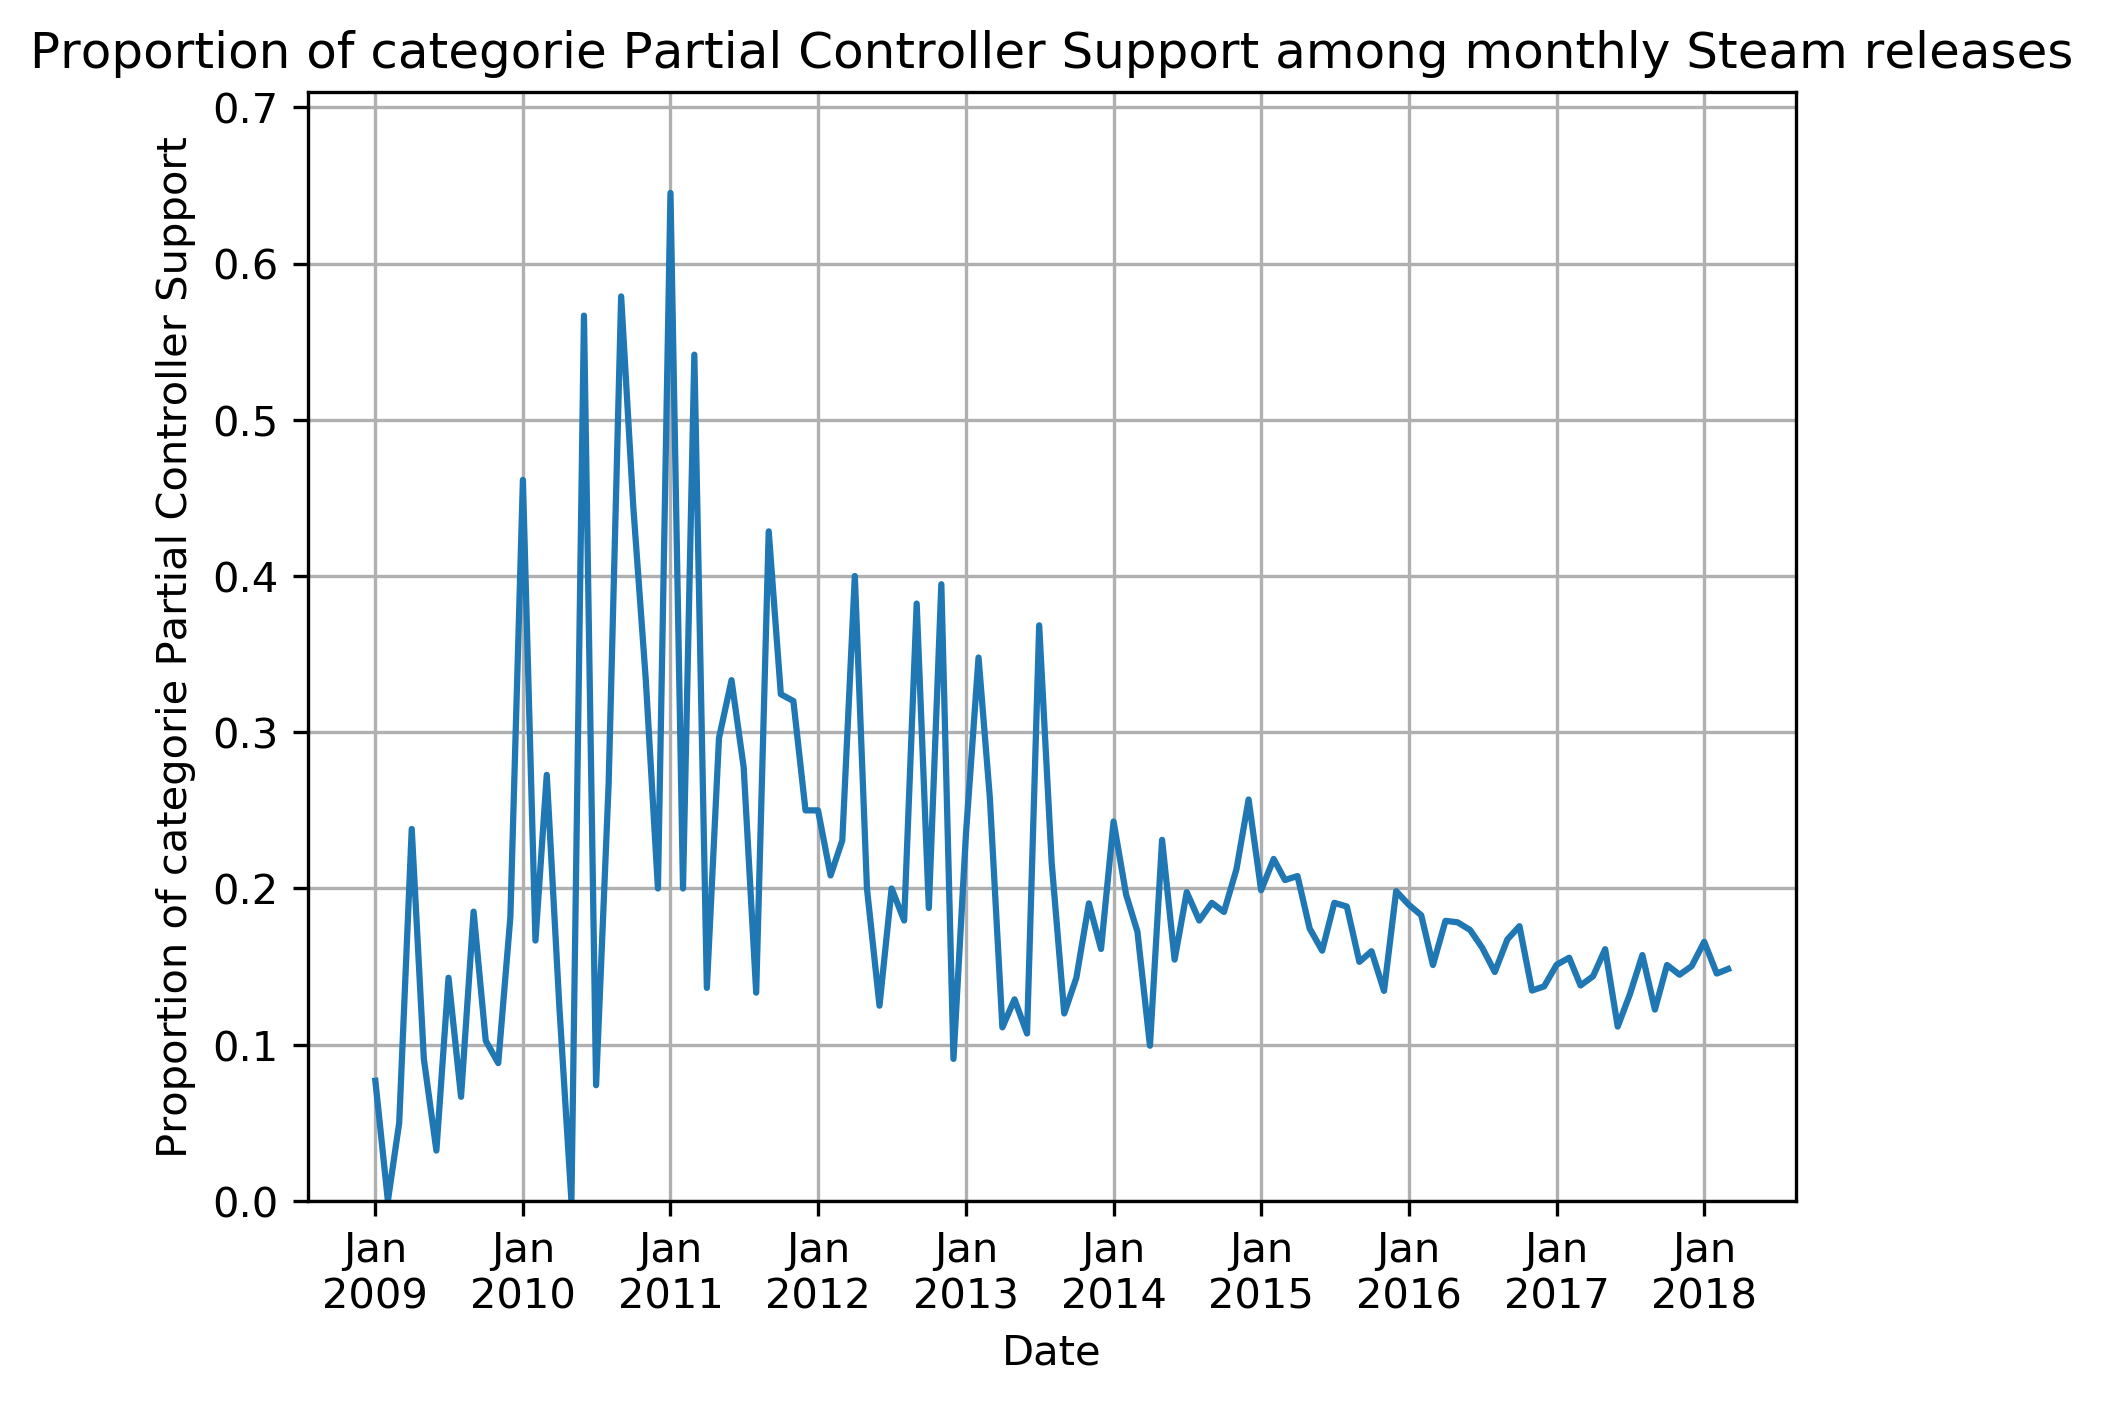 Proportion of categorie Partial Controller Support among monthly Steam releases
Proportion of categorie Partial Controller Support
0.7
0.6
0.5
0.4
0.3
0.2
0.1
0.0
Jan Jan Jan Jan Jan Jan Jan Jan Jan Jan
2009 2010 2011 2012 2013 2014 2015 2016 2017 2018
Date